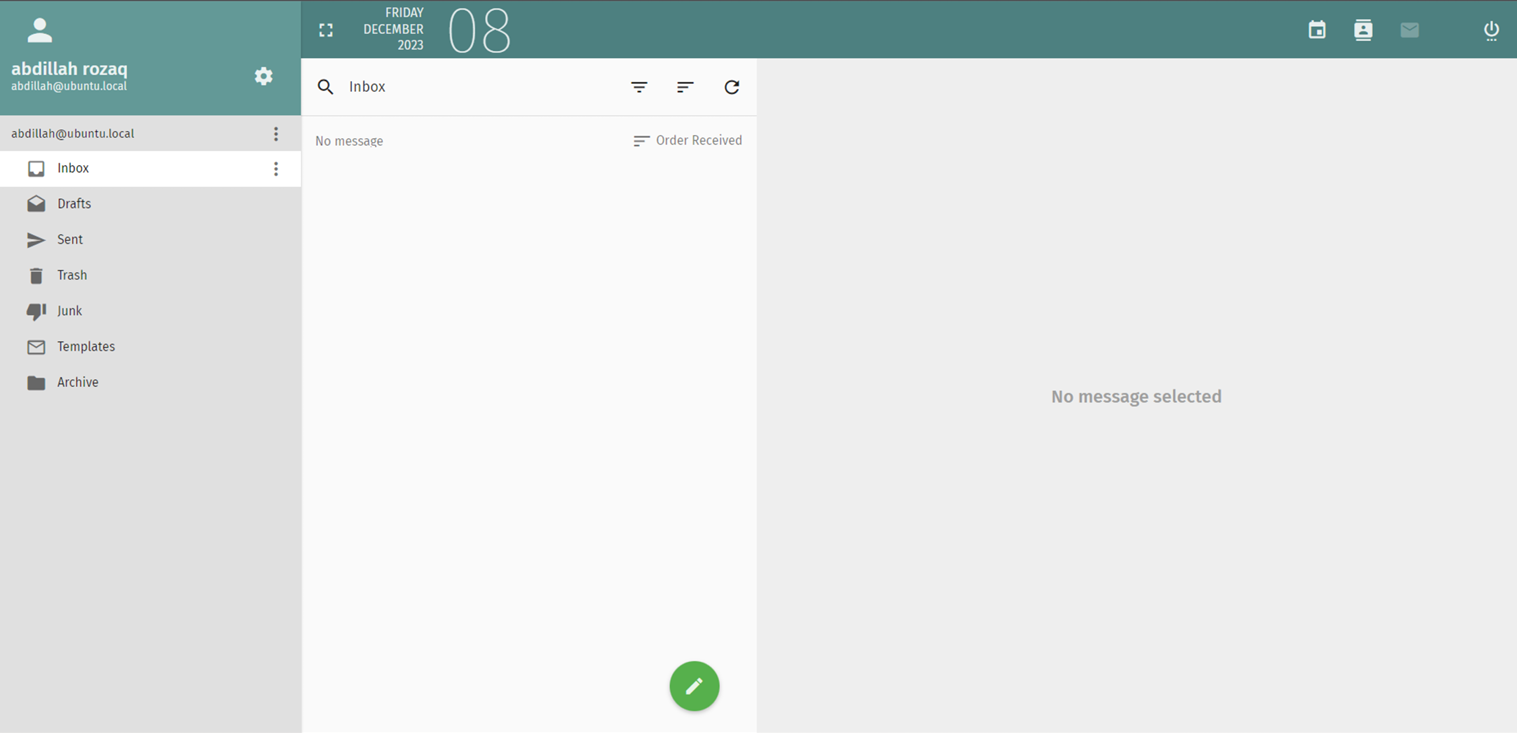 abdillah rozaq
abdillah@ubuntu.local
abdillah@ubuntu.local
Inbox
Drafts
Sent
Trash
Junk
Templates
Archive
FRIDAY
DECEMBER
2023
08
Inbox
No message
Order Received
No message selected